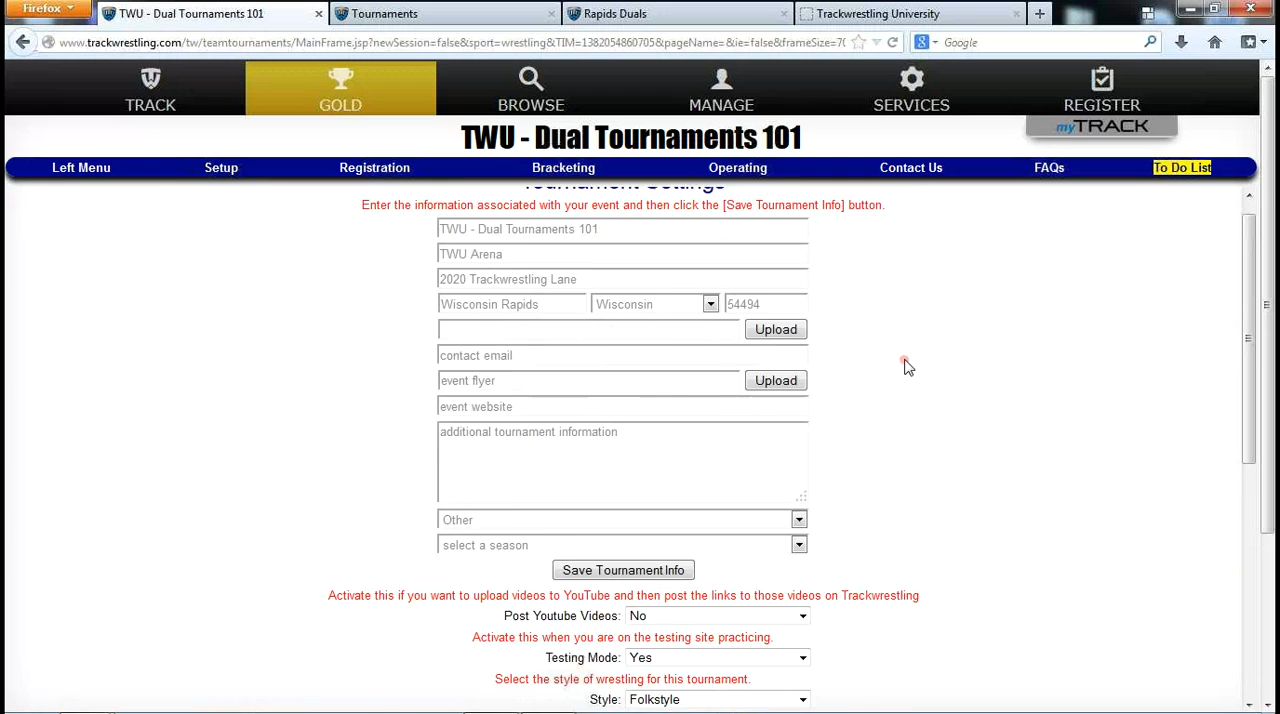 Firefox
TWU - Dual Tournaments 101
Tournaments
Rapids Duals
Trackwrestling University
www.trackwrestling.com/tw/teamtournaments/MainFrame.jsp?newSession=false&sport=wrestling&TIM=1382054860705&pageName=&ie=false&frameSize=70
Google
TRACK
GOLD
BROWSE
MANAGE
SERVICES
REGISTER
TWU - Dual Tournaments 101
myTRACK
Left Menu
Setup
Registration
Bracketing
Operating
Contact Us
FAQs
To Do List
Tournament Settings
Enter the information associated with your event and then click the [Save Tournament Info] button.
TWU - Dual Tournaments 101
TWU Arena
2020 Trackwrestling Lane
Wisconsin Rapids Wisconsin 54494
Upload
contact email
event flyer Upload
event website
additional tournament information
Other
select a season
Save Tournament Info
Activate this if you want to upload videos to YouTube and then post the links to those videos on Trackwrestling
Post Youtube Videos: No
Activate this when you are on the testing site practicing.
Testing Mode: Yes
Select the style of wrestling for this tournament.
Style: Folkstyle